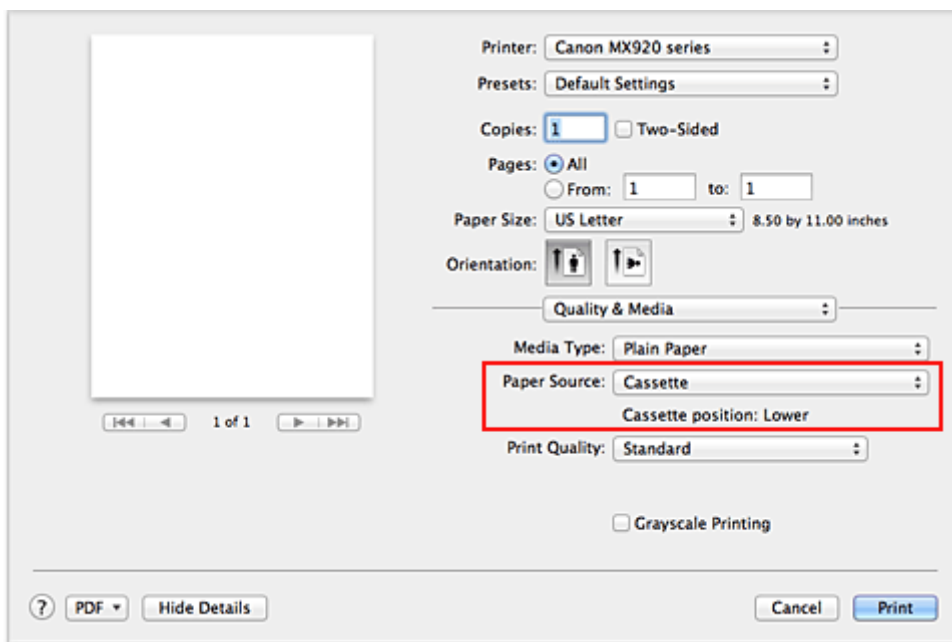 Printer: Canon MX920 series
Presets: Default Settings
Copies: 1 Two-Sided
Pages: All
From: 1 to: 1
Paper Size: US Letter 8.50 by 11.00 inches
Orientation:
Quality & Media
Media Type: Plain Paper
Paper Source: Cassette
Cassette position: Lower
1 of 1
Print Quality: Standard
Grayscale Printing
? PDF Hide Details Cancel Print